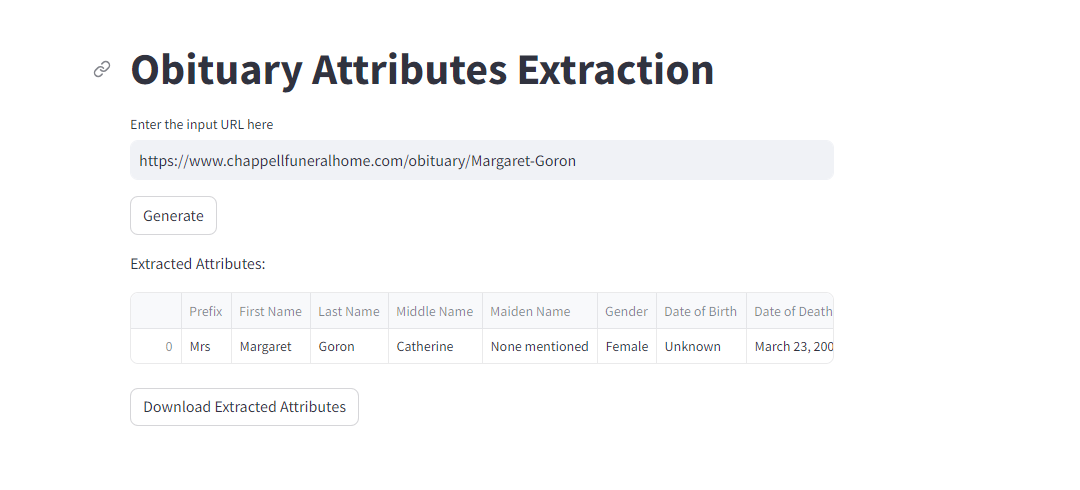 Obituary Attributes Extraction
Enter the input URL here
https://www.chappellfuneralhome.com/obituary/Margaret-Goron
Generate
Extracted Attributes:
Prefix First Name Last Name Middle Name Maiden Name Gender Date of Birth Date of Death
0 Mrs Margaret Goron Catherine None mentioned Female Unknown March 23, 200
Download Extracted Attributes